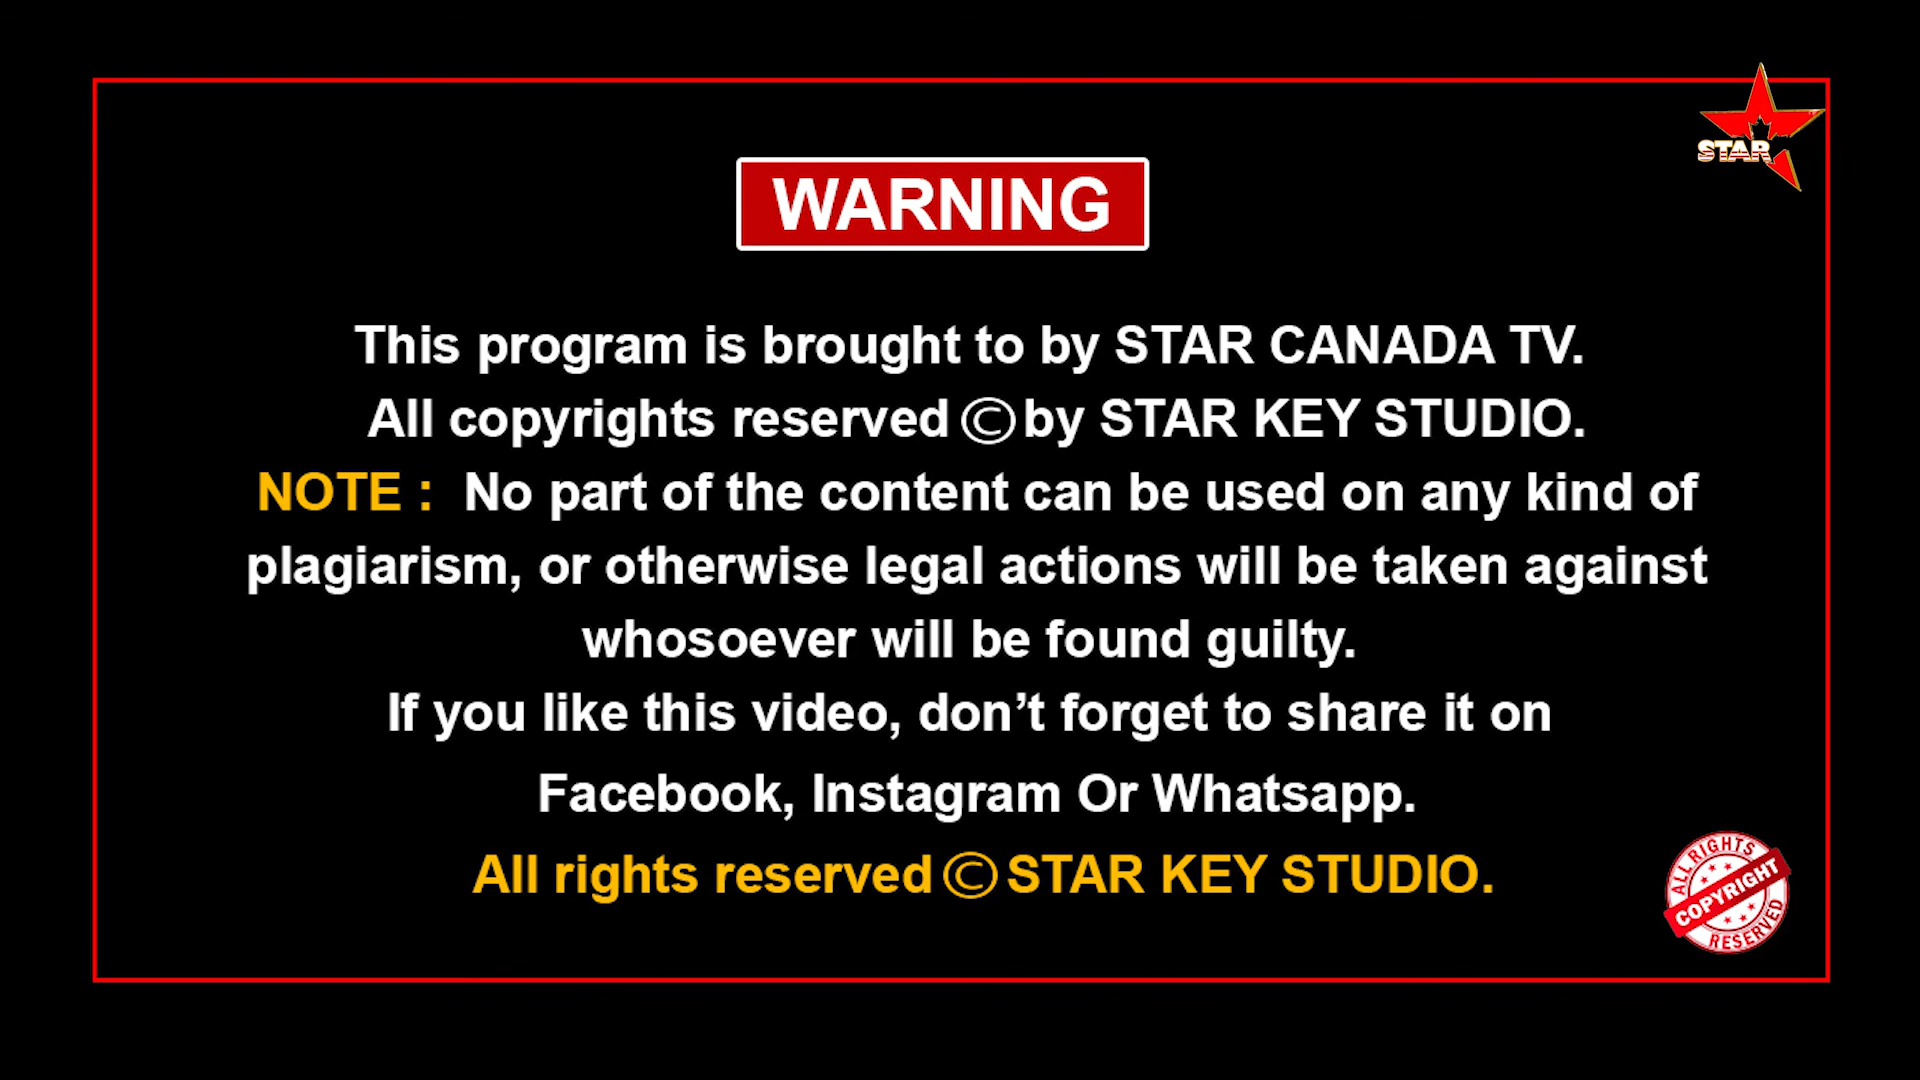 STAR
WARNING
This program is brought to by STAR CANADA TV.
All copyrights reserved © by STAR KEY STUDIO.
NOTE : No part of the content can be used on any kind of
plagiarism, or otherwise legal actions will be taken against
whosoever will be found guilty.
If you like this video, don’t forget to share it on
Facebook, Instagram Or Whatsapp.
All rights reserved © STAR KEY STUDIO.
ALL RIGHTS
COPYRIGHT
RESERVED